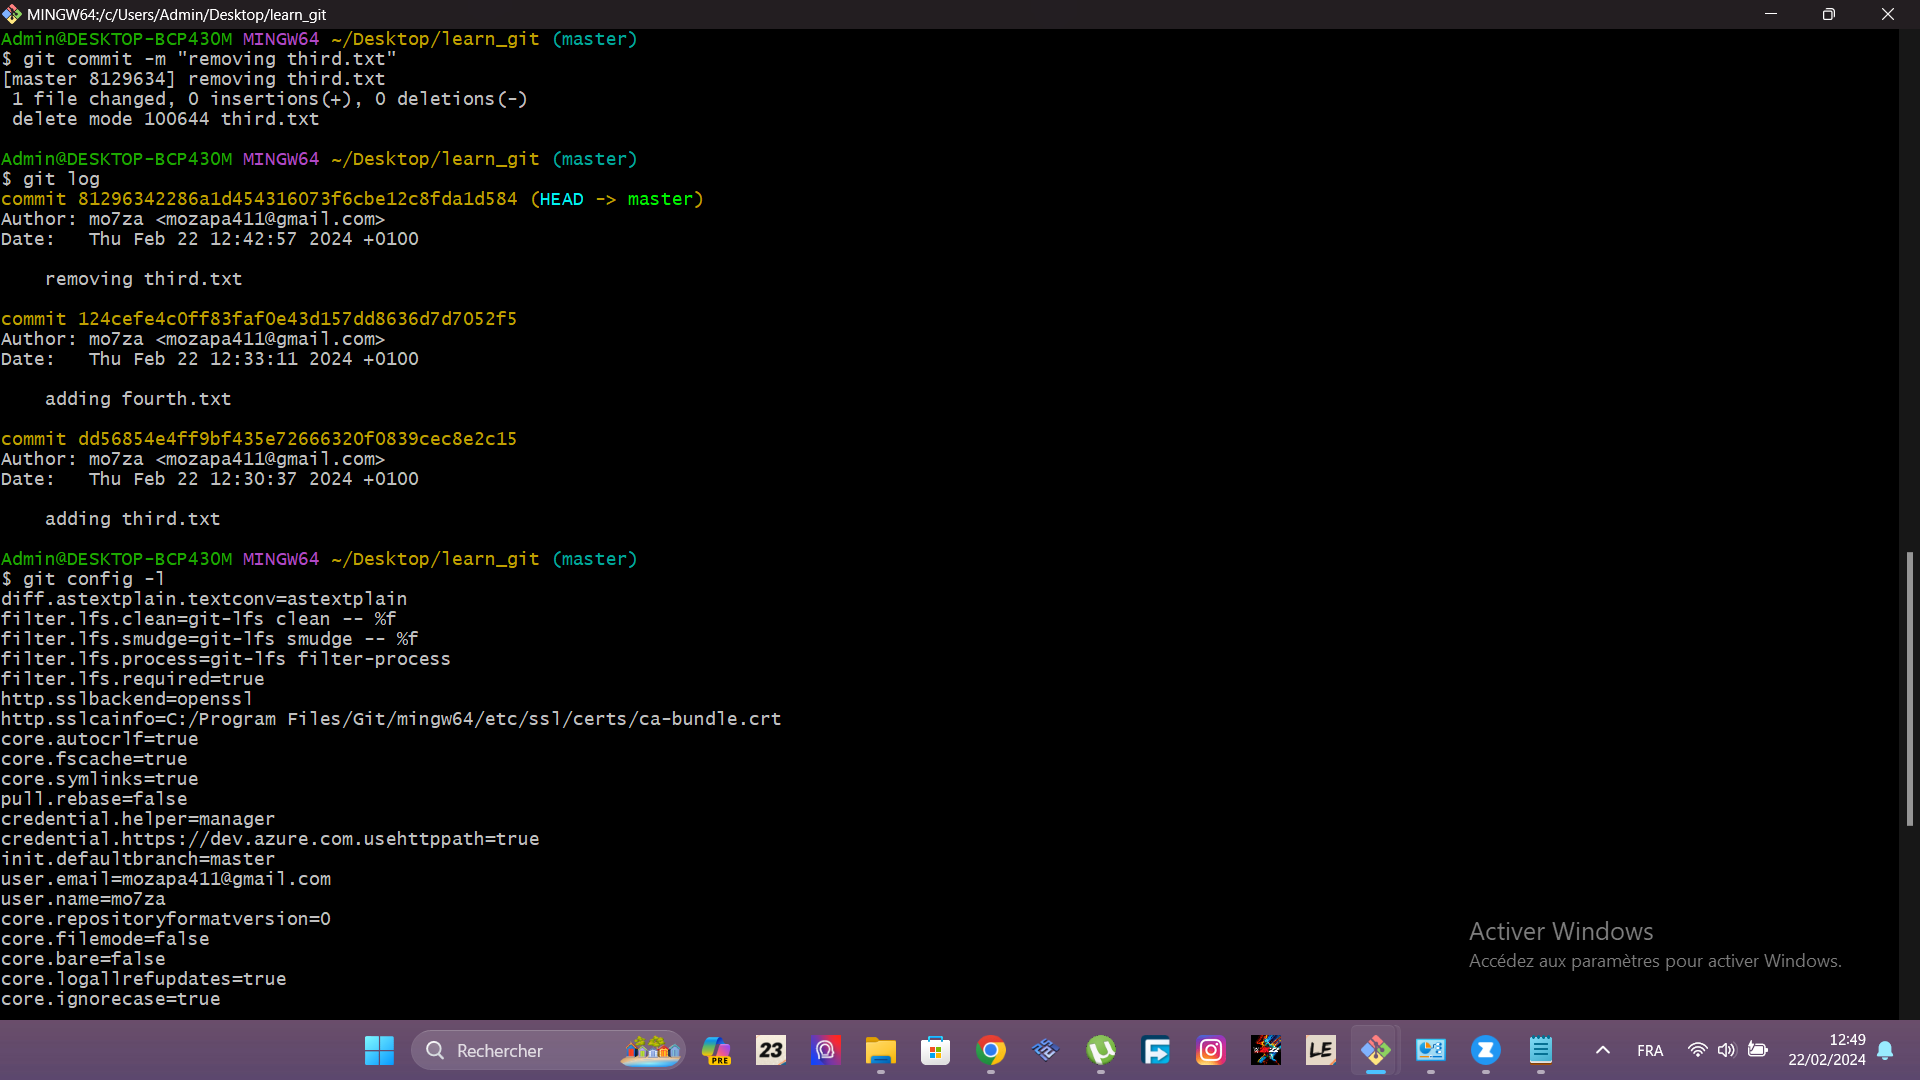 MINGW64:/c/Users/Admin/Desktop/learn_git
Admin@DESKTOP-BCP430M MINGW64 ~/Desktop/learn_git (master)
$ git commit -m "removing third.txt"
[master 8129634] removing third.txt
 1 file changed, 0 insertions(+), 0 deletions(-)
 delete mode 100644 third.txt
Admin@DESKTOP-BCP430M MINGW64 ~/Desktop/learn_git (master)
$ git log
commit 81296342286a1d454316073f6cbe12c8fda1d584 (HEAD -> master)
Author: mo7za <mozapa411@gmail.com>
Date:   Thu Feb 22 12:42:57 2024 +0100
    removing third.txt
commit 124cefe4c0ff83faf0e43d157dd8636d7d7052f5
Author: mo7za <mozapa411@gmail.com>
Date:   Thu Feb 22 12:33:11 2024 +0100
    adding fourth.txt
commit dd56854e4ff9bf435e72666320f0839cec8e2c15
Author: mo7za <mozapa411@gmail.com>
Date:   Thu Feb 22 12:30:37 2024 +0100
    adding third.txt
Admin@DESKTOP-BCP430M MINGW64 ~/Desktop/learn_git (master)
$ git config -l
diff.astextplain.textconv=astextplain
filter.lfs.clean=git-lfs clean -- %f
filter.lfs.smudge=git-lfs smudge -- %f
filter.lfs.process=git-lfs filter-process
filter.lfs.required=true
http.sslbackend=openssl
http.sslcainfo=C:/Program Files/Git/mingw64/etc/ssl/certs/ca-bundle.crt
core.autocrlf=true
core.fscache=true
core.symlinks=true
pull.rebase=false
credential.helper=manager
credential.https://dev.azure.com.usehttppath=true
init.defaultbranch=master
user.email=mozapa411@gmail.com
user.name=mo7za
core.repositoryformatversion=0
core.filemode=false
core.bare=false
core.logallrefupdates=true
core.ignorecase=true
Activer Windows
Accédez aux paramètres pour activer Windows.
Rechercher
PRE
23
LE
FRA
12:49
22/02/2024